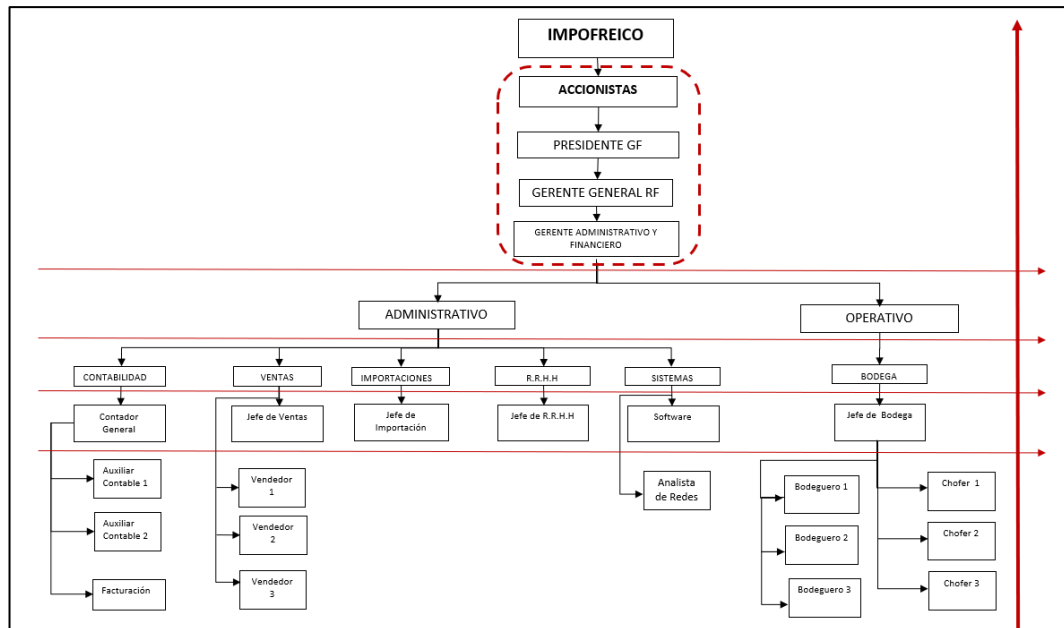 IMPOFREICO
ACCIONISTAS
PRESIDENTE GF
GERENTE GENERAL RF
GERENTE ADMINISTRATIVO Y
FINANCIERO
ADMINISTRATIVO
OPERATIVO
CONTABILIDAD
VENTAS
IMPORTACIONES
R.R.H.H
SISTEMAS
BODEGA
Contador
General
Jefe de Ventas
Jefe de
Importación
Jefe de R.R.H.H
Software
Jefe de Bodega
Auxiliar
Contable 1
Auxiliar
Contable 2
Facturación
Vendedor
1
Vendedor
2
Vendedor
3
Analista
de Redes
Bodeguero 1
Bodeguero 2
Bodeguero 3
Chofer 1
Chofer 2
Chofer 3